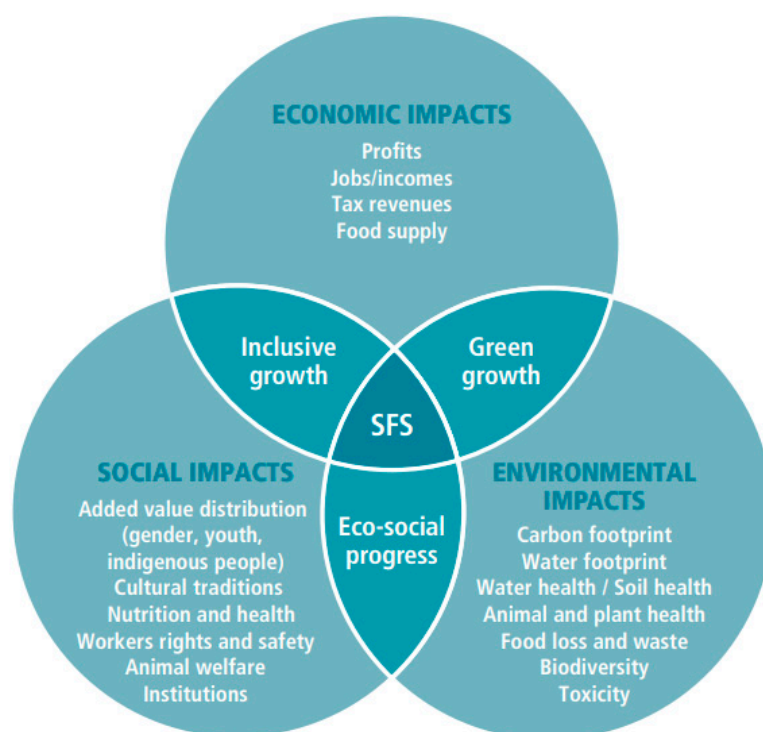 ECONOMIC IMPACTS
Profits
Jobs/incomes
Tax revenues
Food supply
Inclusive
growth
Green
growth
SFS
SOCIAL IMPACTS
Added value distribution
(gender, youth,
indigenous people)
Cultural traditions
Nutrition and health
Workers rights and safety
Animal welfare
Institutions
Eco-social
progress
ENVIRONMENTAL
IMPACTS
Carbon footprint
Water footprint
Water health / Soil health
Animal and plant health
Food loss and waste
Biodiversity
Toxicity